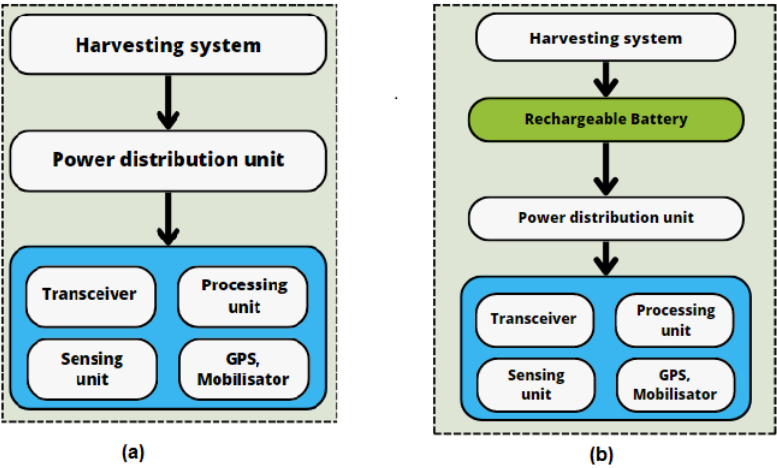 Harvesting system
Power distribution unit
Transceiver
Processing
unit
Sensing
unit
GPS,
Mobilisator
(a)
Harvesting system
Rechargeable Battery
Power distribution unit
Transceiver
Processing
unit
Sensing
unit
GPS,
Mobilisator
(b)